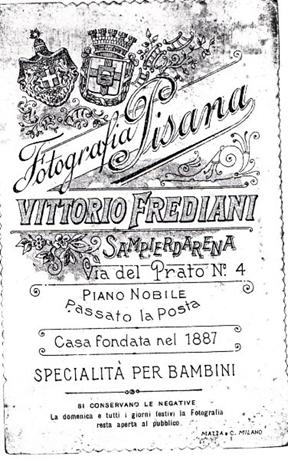 Fotografia Pisana
VITTORIO FREDIANI
SAMPIERDARENA
Via del Prato Nº. 4
PIANO NOBILE
Passato la Posta
Casa fondata nel 1887
SPECIALITÀ PER BAMBINI
SI CONSERVANO LE NEGATIVE
La domenica e tutti i giorni festivi la Fotografia
resta aperta al pubblico.
MAZZA e C. MILANO